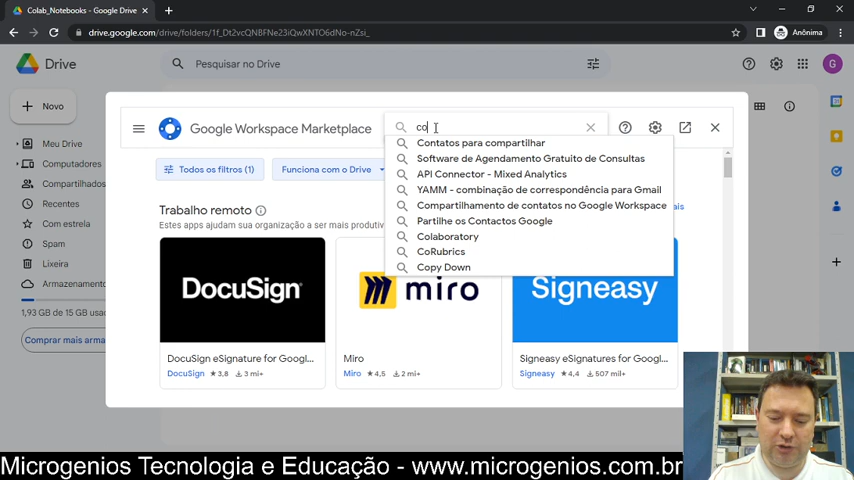 Colab_Notebooks - Google Drive
drive.google.com/drive/folders/1f_Dt2vcQNBFNe23iQwXNTO6dNo-nZsi_
Anônima
Drive
Pesquisar no Drive
G
Novo
Meu Drive
Computadores
Compartilhados
Recentes
Com estrela
Spam
Lixeira
Armazenamento
1,93 GB de 15 GB usad
Comprar mais arma
Google Workspace Marketplace
co
Contatos para compartilhar
Software de Agendamento Gratuito de Consultas
API Connector - Mixed Analytics
YAMM - combinação de correspondência para Gmail
Compartilhamento de contatos no Google Workspace
Partilhe os Contactos Google
Colaboratory
CoRubrics
Copy Down
Todos os filtros (1)
Funciona com o Drive
Trabalho remoto
Estes apps ajudam sua organização a ser mais produtiv
ais
DocuSign
miro
Signeasy
DocuSign eSignature for Googl...
DocuSign ★3,8 3 mi+
Miro
Miro ★4,5 2 mi+
Signeasy eSignatures for Googl...
Signeasy ★4,4 507 mil+
Microgenios Tecnologia e Educação - www.microgenios.com.br